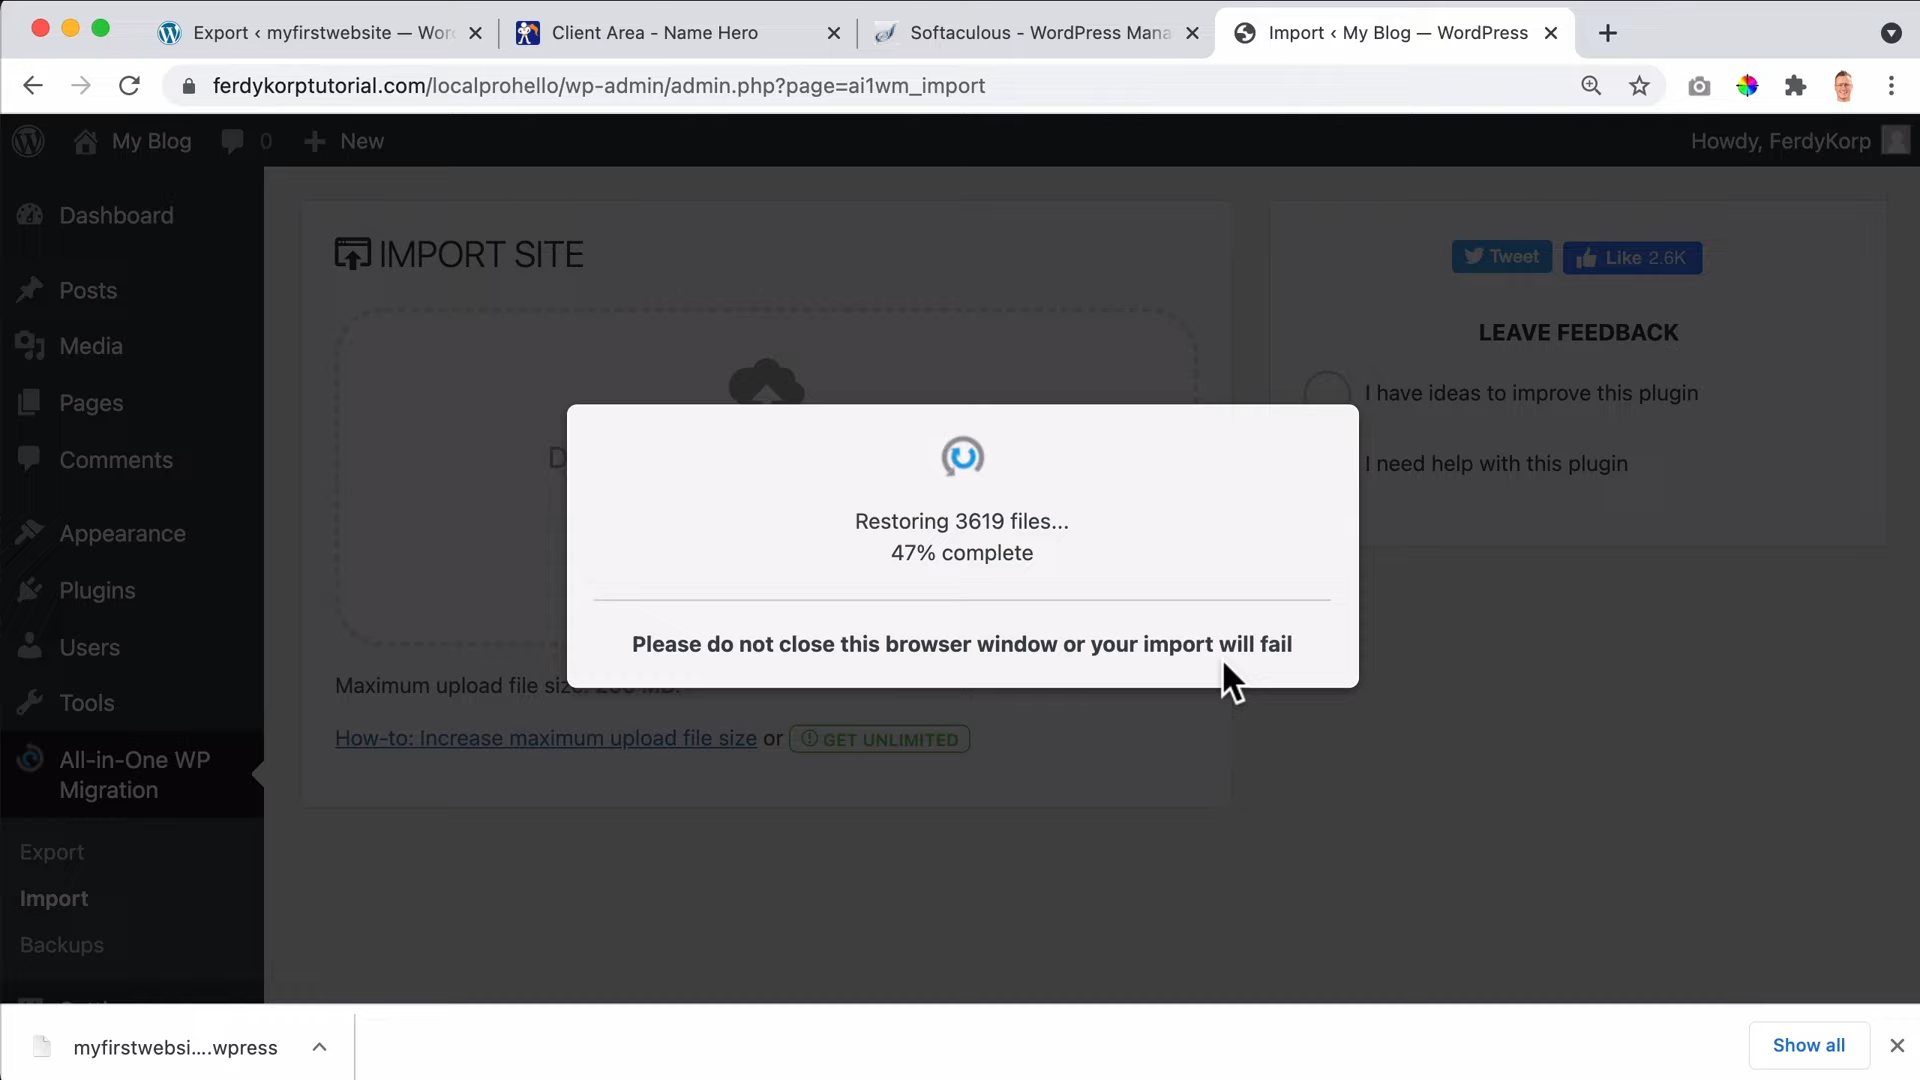 Export ‹ myfirstwebsite — Wor
Client Area - Name Hero
Softaculous - WordPress Mana
Import ‹ My Blog — WordPress
ferdykorptutorial.com/localprohello/wp-admin/admin.php?page=ai1wm_import
My Blog
0
New
Howdy, FerdyKorp
Dashboard
Posts
Media
Pages
Comments
Appearance
Plugins
Users
Tools
All-in-One WP
Migration
Export
Import
Backups
IMPORT SITE
D
Restoring 3619 files...
47% complete
Please do not close this browser window or your import will fail
Maximum upload file size:
How-to: Increase maximum upload file size or GET UNLIMITED
Tweet
Like 2.6K
LEAVE FEEDBACK
I have ideas to improve this plugin
I need help with this plugin
myfirstwebsi....wpress
Show all